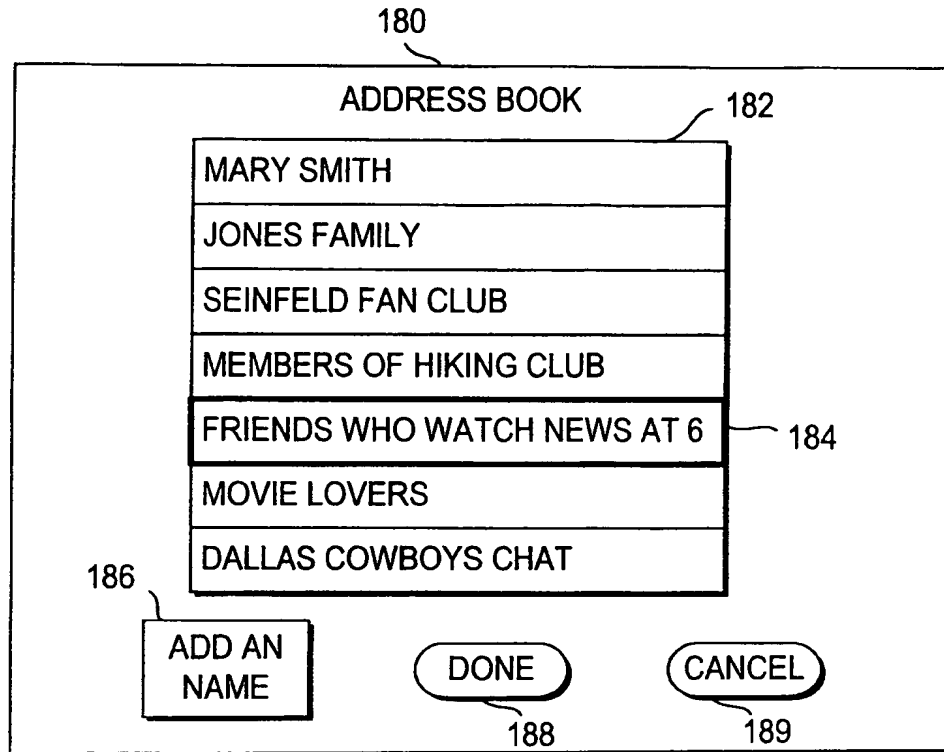 180
ADDRESS BOOK
182
MARY SMITH
JONES FAMILY
SEINFELD FAN CLUB
MEMBERS OF HIKING CLUB
FRIENDS WHO WATCH NEWS AT 6
184
MOVIE LOVERS
DALLAS COWBOYS CHAT
186
ADD AN
NAME
DONE
CANCEL
188
189